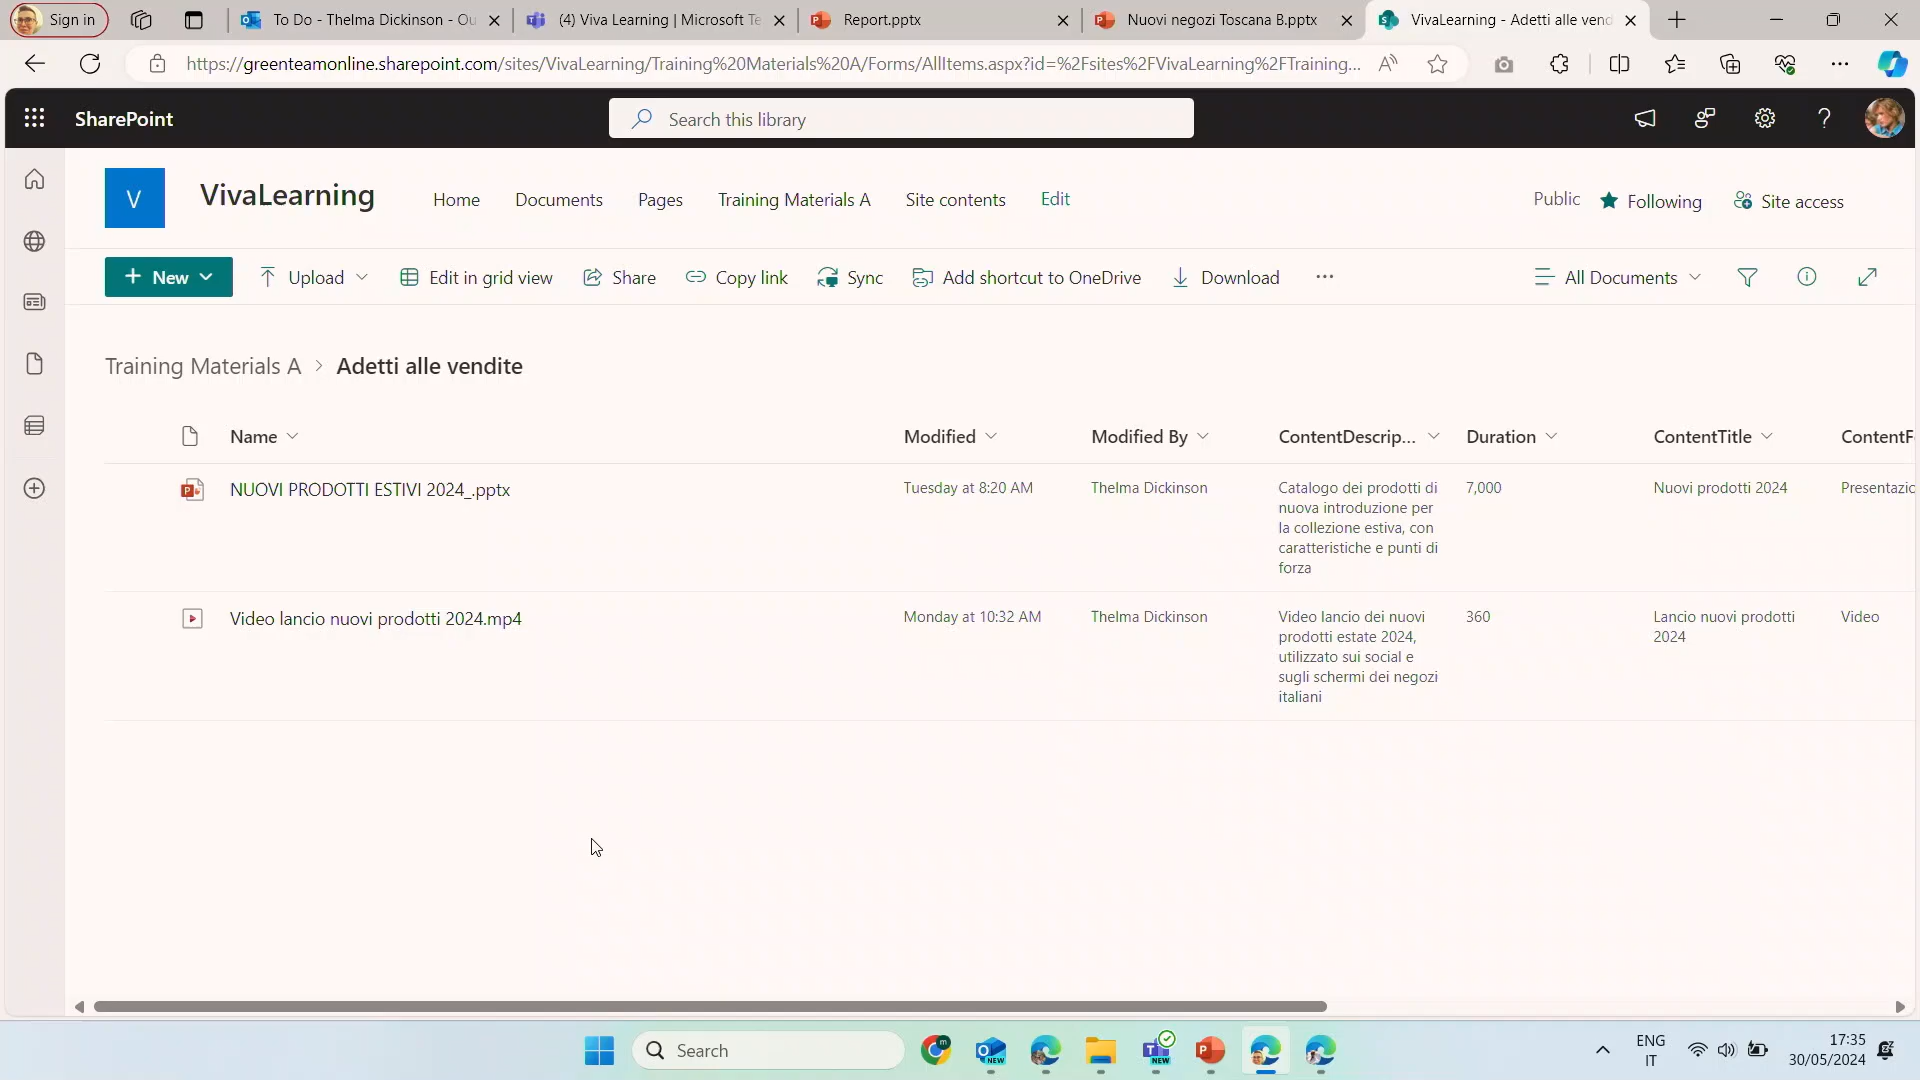 Sign in
To Do - Thelma Dickinson - Ou
(4) Viva Learning | Microsoft Te
Report.pptx
Nuovi negozi Toscana B.pptx
VivaLearning - Adetti alle vend
https://greenteamonline.sharepoint.com/sites/VivaLearning/Training%20Materials%20A/Forms/AllItems.aspx?id=%2Fsites%2FVivaLearning%2FTraining...
SharePoint
Search this library
V
VivaLearning
Home
Documents
Pages
Training Materials A
Site contents
Edit
Public
Following
Site access
New
Upload
Edit in grid view
Share
Copy link
Sync
Add shortcut to OneDrive
Download
All Documents
Training Materials A > Adetti alle vendite
Name
Modified
Modified By
ContentDescrip...
Duration
ContentTitle
ContentF
NUOVI PRODOTTI ESTIVI 2024_.pptx
Tuesday at 8:20 AM
Thelma Dickinson
Catalogo dei prodotti di
nuova introduzione per
la collezione estiva, con
caratteristiche e punti di
forza
7,000
Nuovi prodotti 2024
Presentazio
Video lancio nuovi prodotti 2024.mp4
Monday at 10:32 AM
Thelma Dickinson
Video lancio dei nuovi
prodotti estate 2024,
utilizzato sui social e
sugli schermi dei negozi
italiani
360
Lancio nuovi prodotti
2024
Video
Search
NEW
NEW
ENG
IT
17:35
30/05/2024